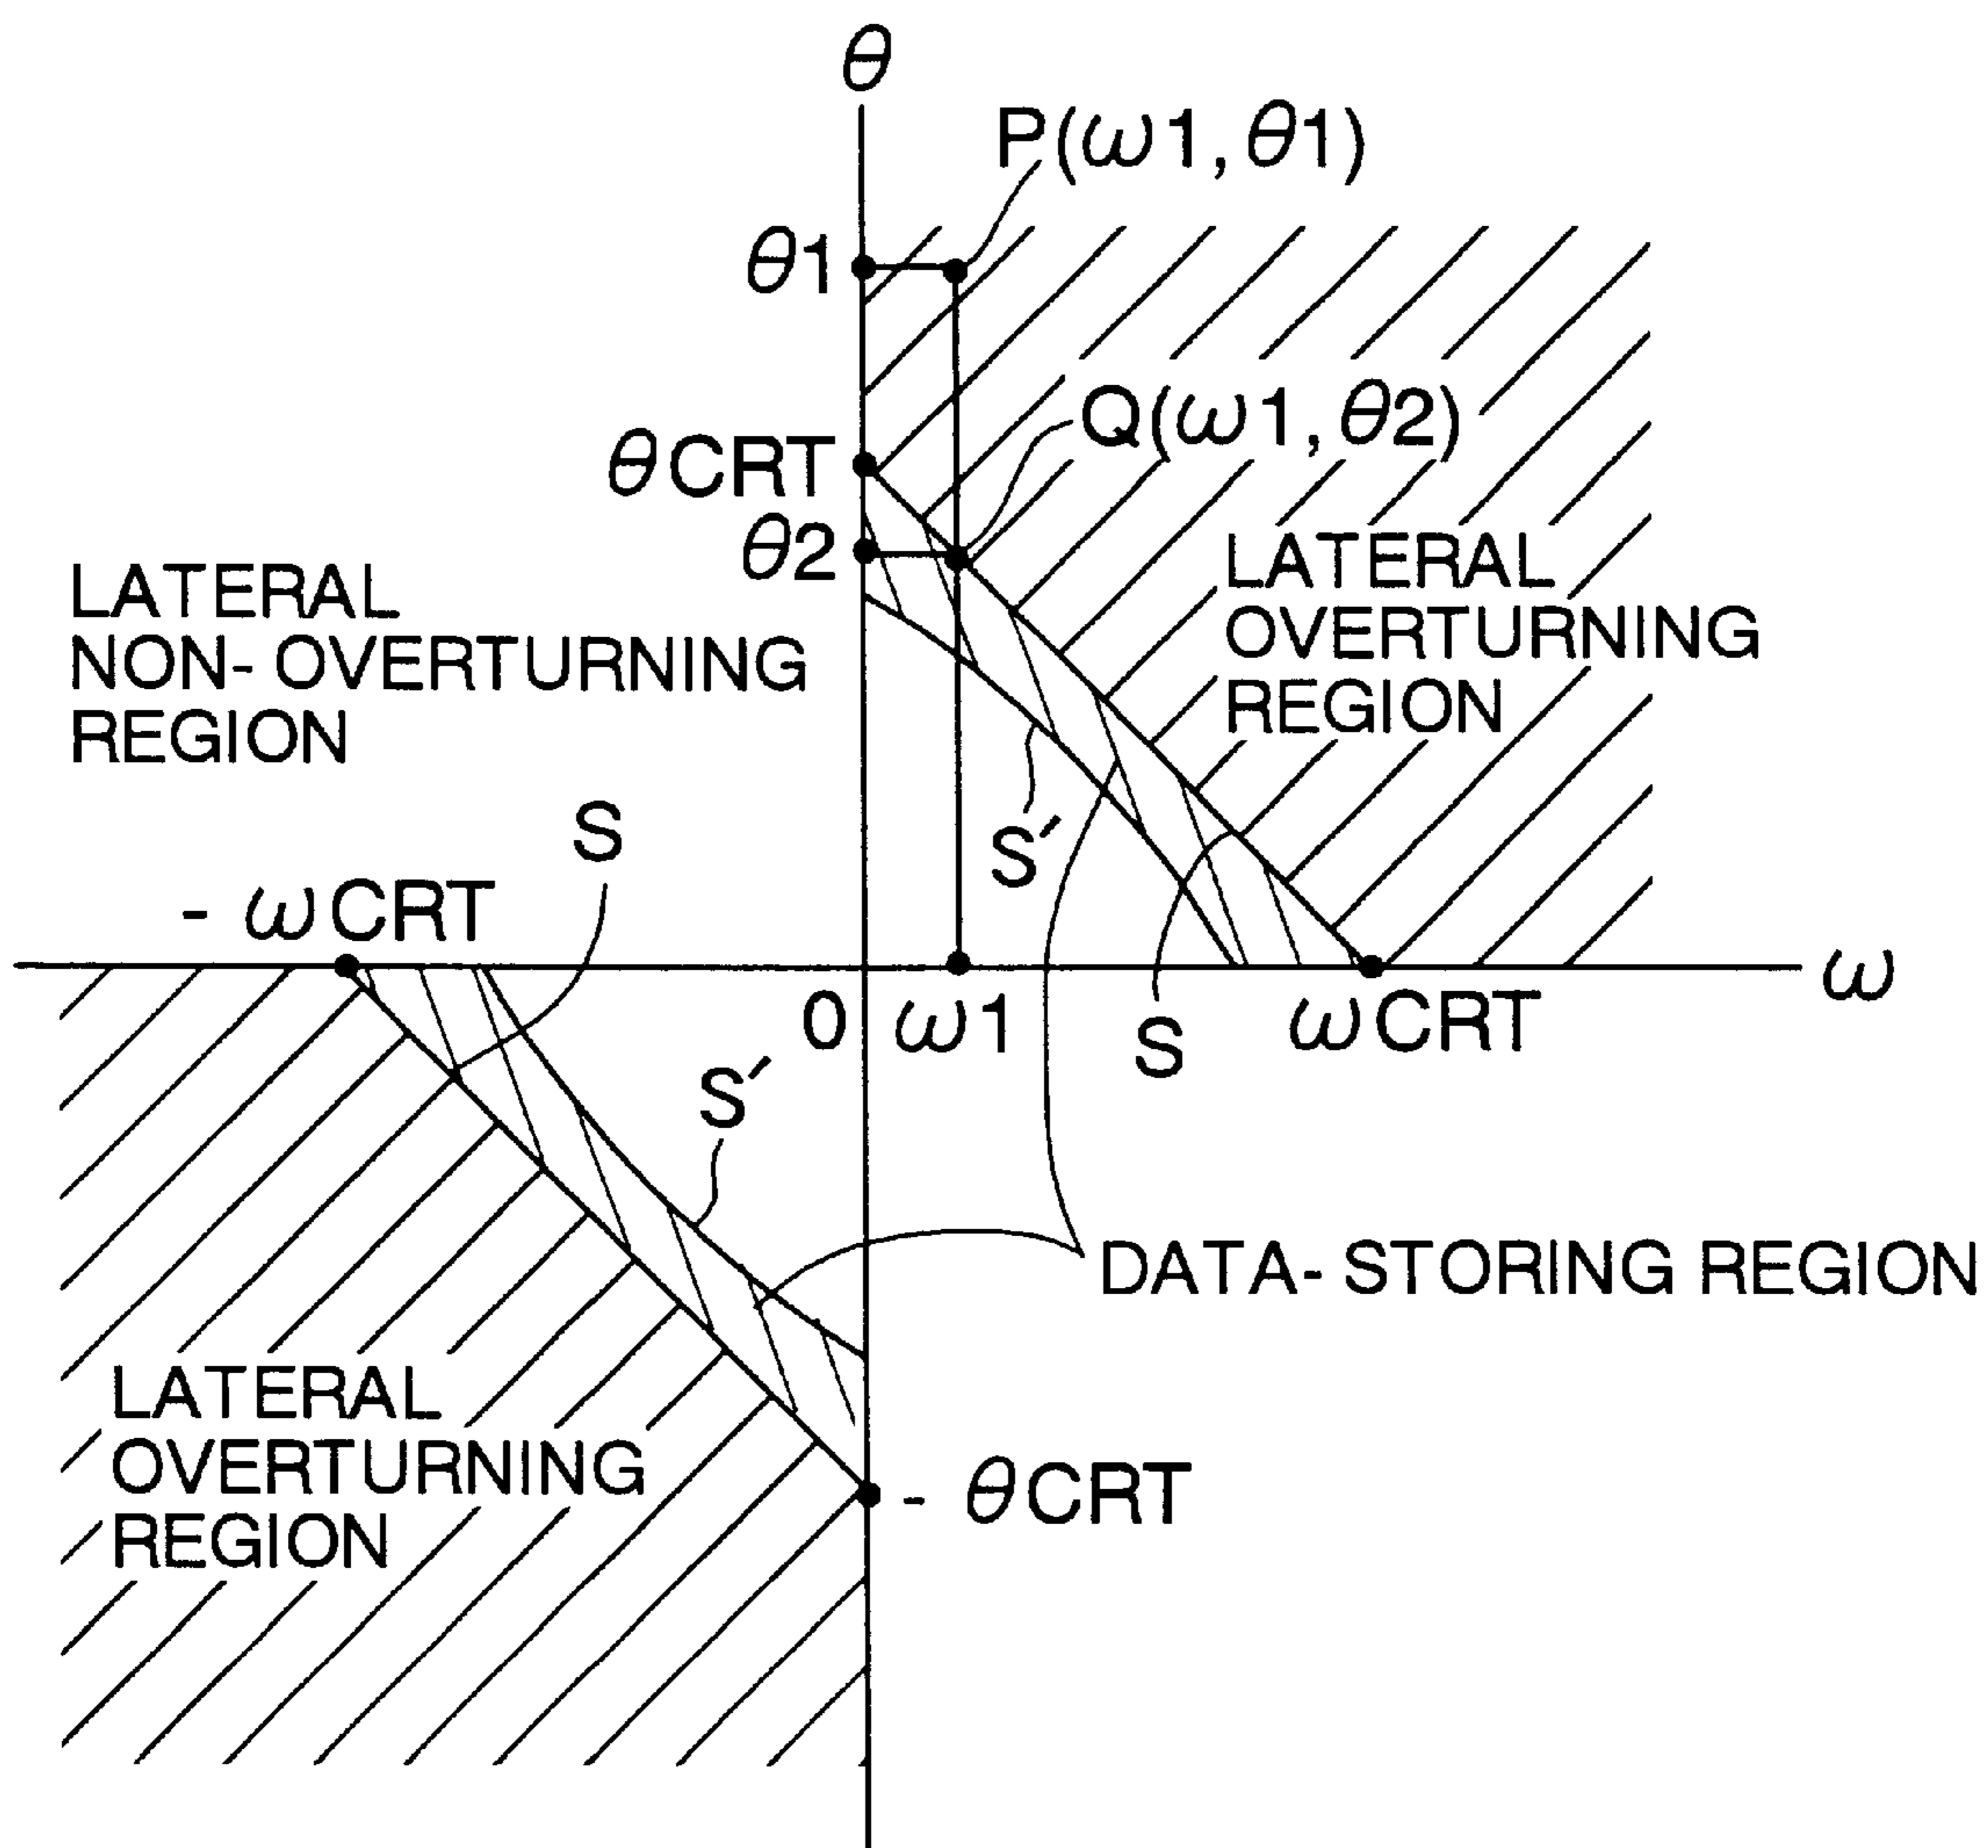 θ
P(ω1, θ1)
θ1
Q(ω1, θ2)
θCRT
θ2
LATERAL
NON- OVERTURNING
REGION
LATERAL
OVERTURNING
REGION
S
S′
- ωCRT
ω
0
ω1
S
ωCRT
S′
DATA- STORING REGION
LATERAL
OVERTURNING
REGION
- θCRT